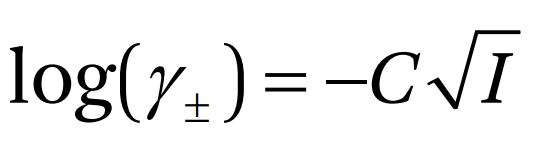 log(γ±) = −C√I